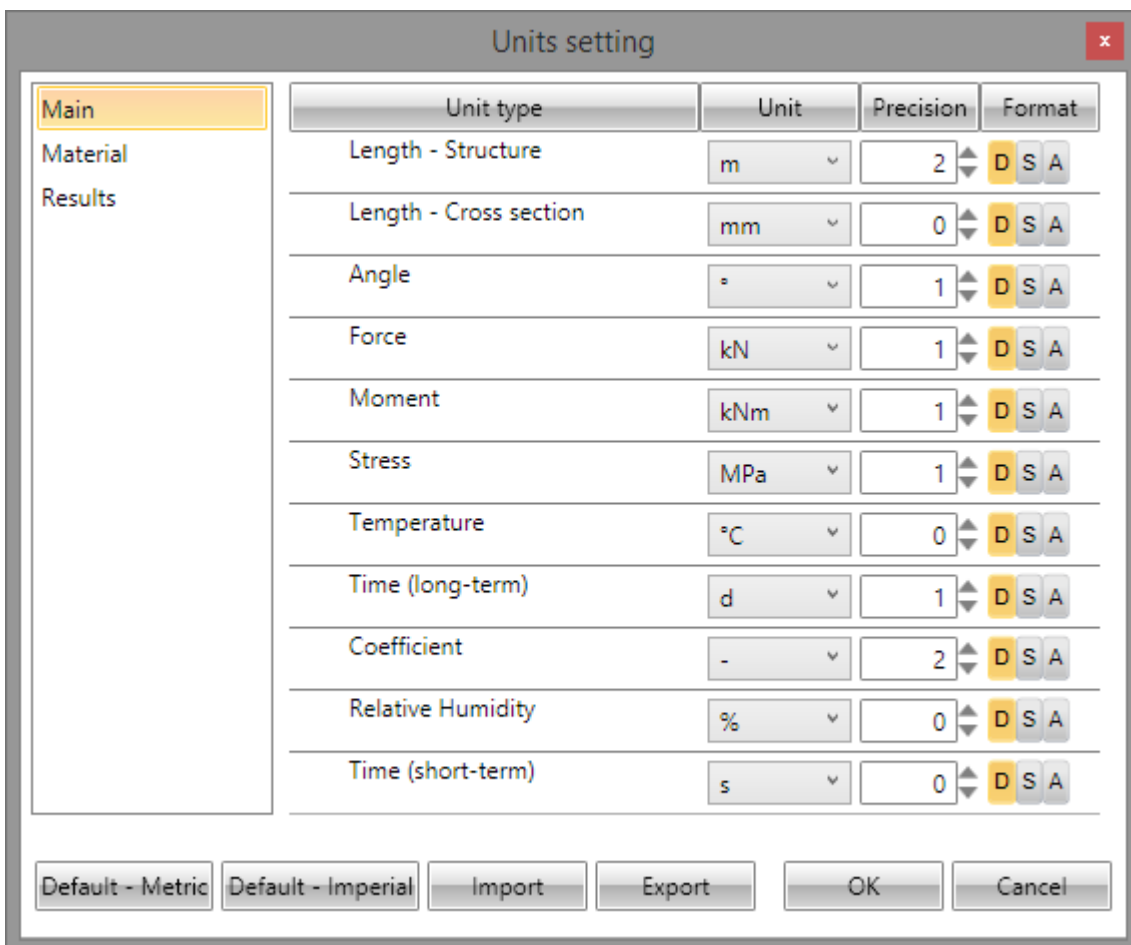 Units setting
x
Main
Material
Results
Unit type Unit Precision Format
Length - Structure m 2 D S A
Length - Cross section mm 0 D S A
Angle ° 1 D S A
Force kN 1 D S A
Moment kNm 1 D S A
Stress MPa 1 D S A
Temperature °C 0 D S A
Time (long-term) d 1 D S A
Coefficient - 2 D S A
Relative Humidity % 0 D S A
Time (short-term) s 0 D S A
Default - Metric Default - Imperial Import Export OK Cancel